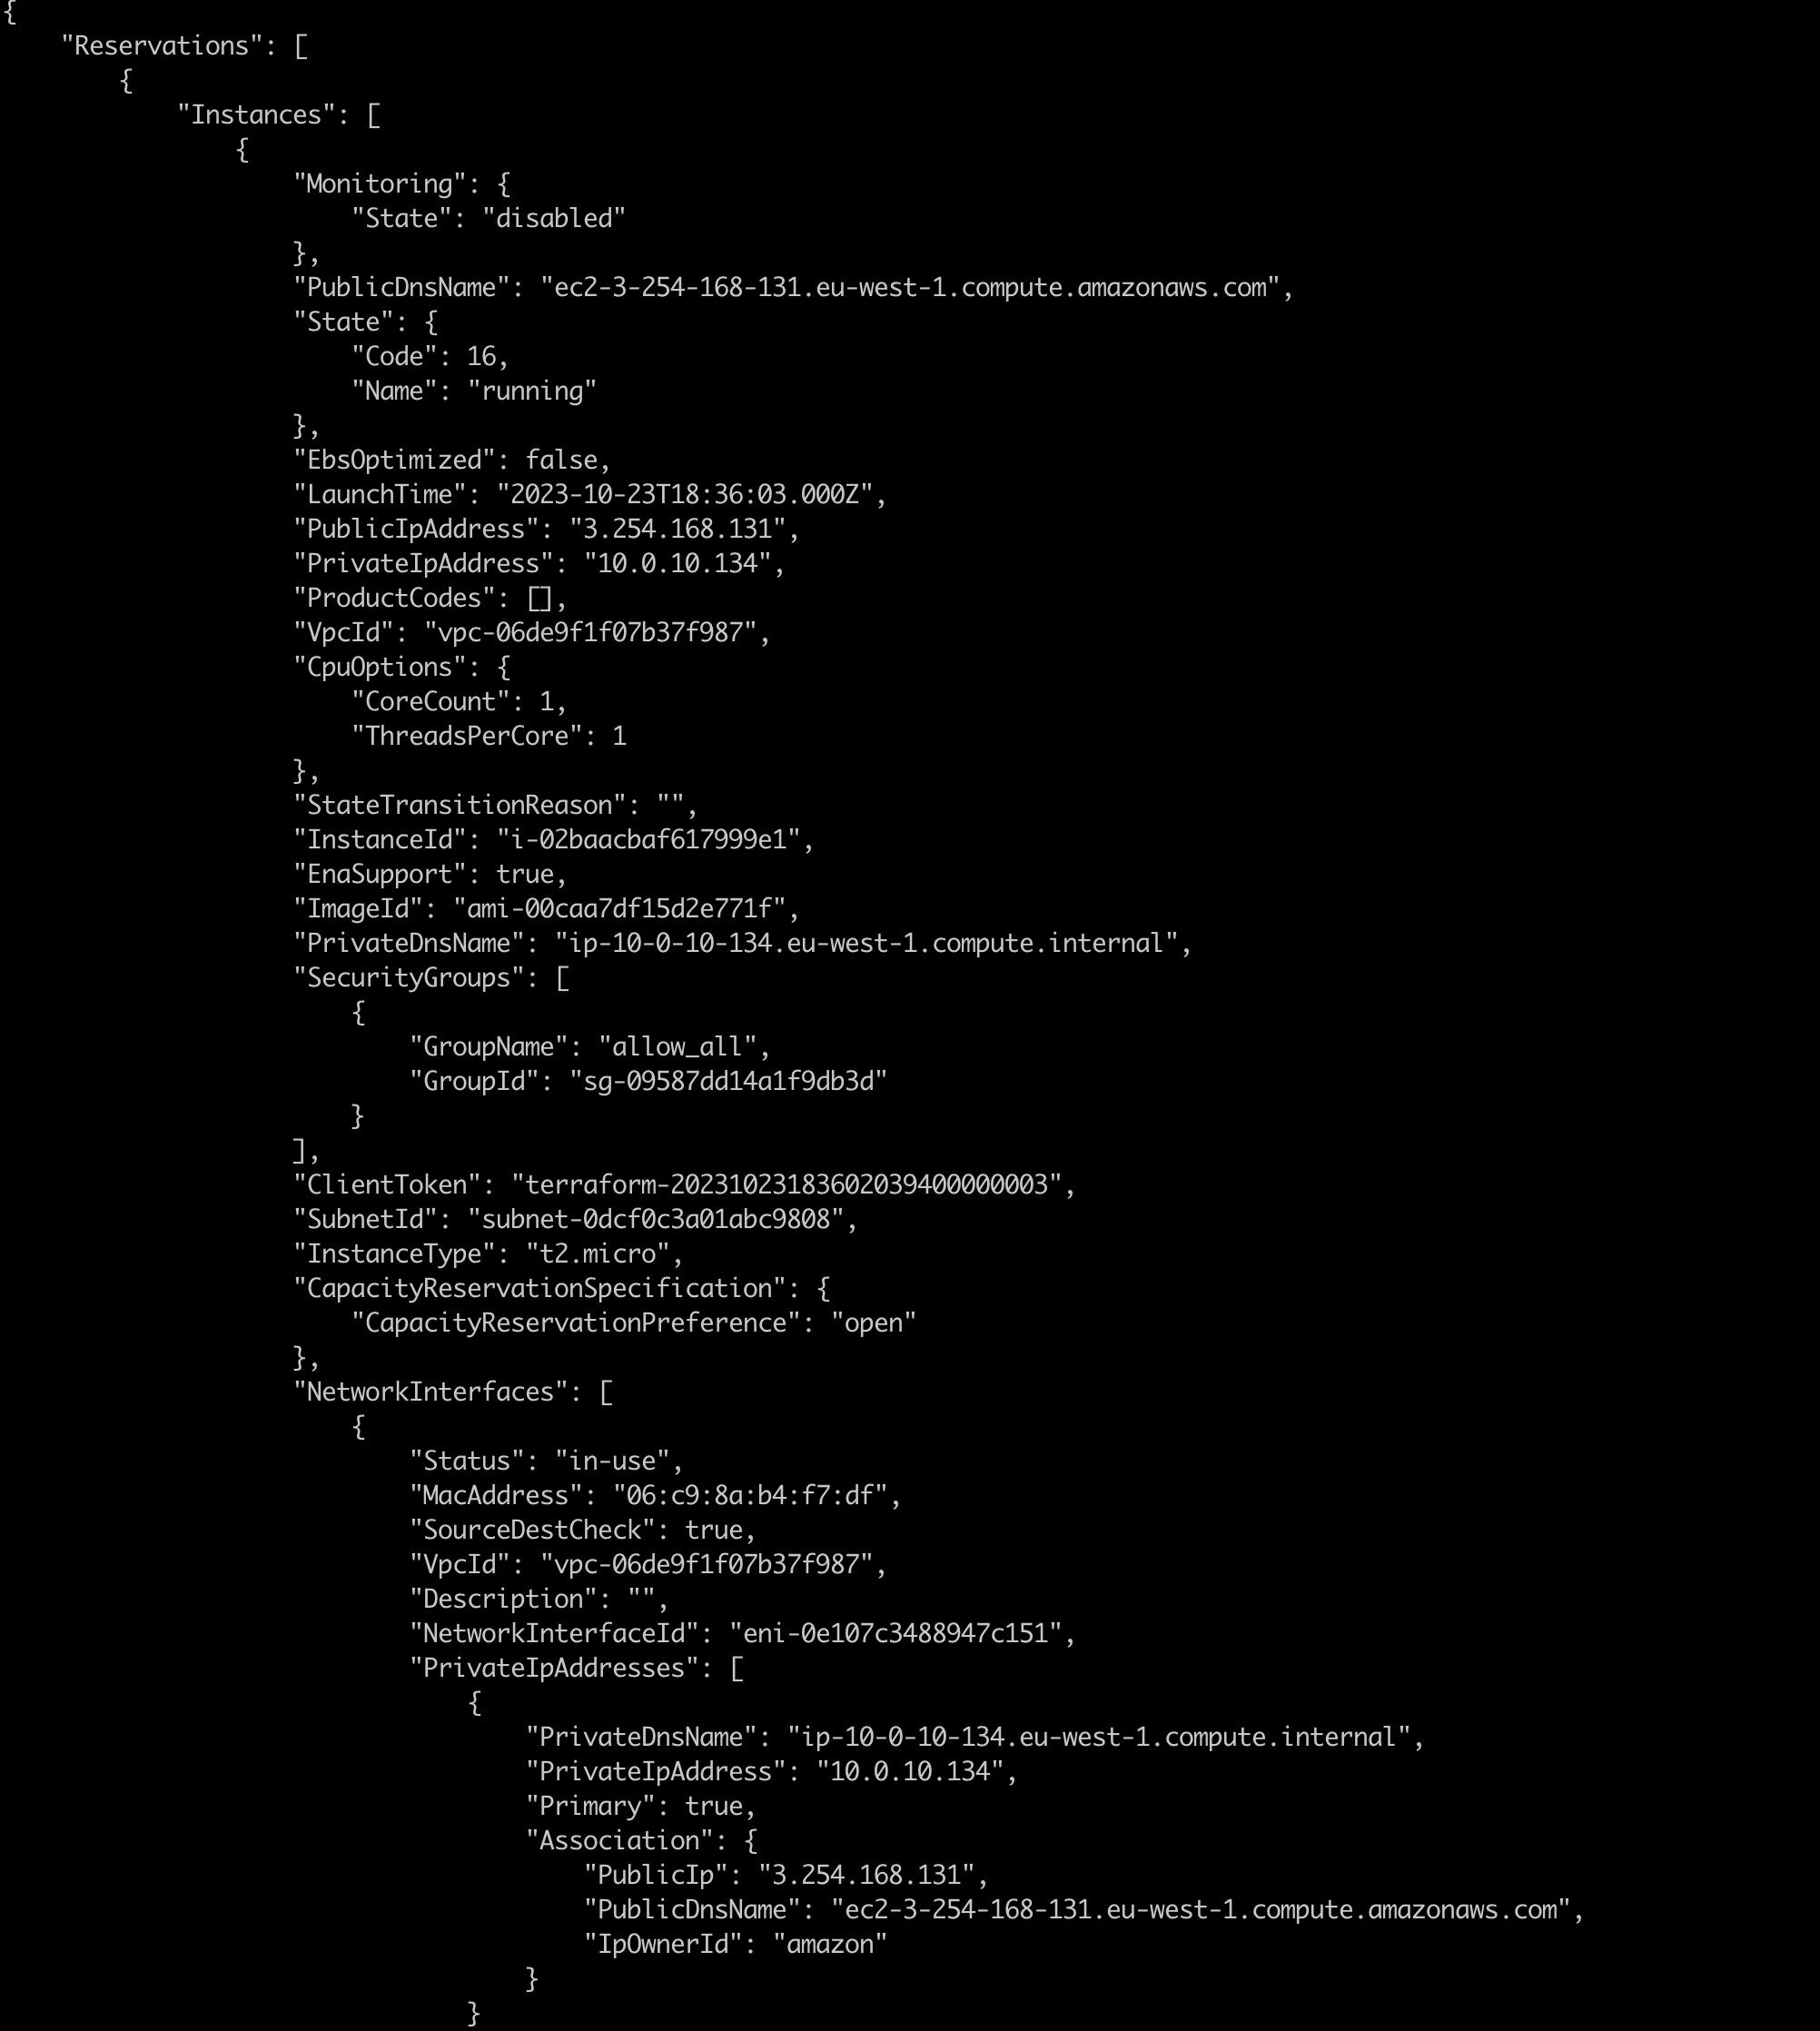 {
    "Reservations": [
        {
            "Instances": [
                {
                    "Monitoring": {
                        "State": "disabled"
                    },
                    "PublicDnsName": "ec2-3-254-168-131.eu-west-1.compute.amazonaws.com",
                    "State": {
                        "Code": 16,
                        "Name": "running"
                    },
                    "EbsOptimized": false,
                    "LaunchTime": "2023-10-23T18:36:03.000Z",
                    "PublicIpAddress": "3.254.168.131",
                    "PrivateIpAddress": "10.0.10.134",
                    "ProductCodes": [],
                    "VpcId": "vpc-06de9f1f07b37f987",
                    "CpuOptions": {
                        "CoreCount": 1,
                        "ThreadsPerCore": 1
                    },
                    "StateTransitionReason": "",
                    "InstanceId": "i-02baacbaf617999e1",
                    "EnaSupport": true,
                    "ImageId": "ami-00caa7df15d2e771f",
                    "PrivateDnsName": "ip-10-0-10-134.eu-west-1.compute.internal",
                    "SecurityGroups": [
                        {
                            "GroupName": "allow_all",
                            "GroupId": "sg-09587dd14a1f9db3d"
                        }
                    ],
                    "ClientToken": "terraform-20231023183602039400000003",
                    "SubnetId": "subnet-0dcf0c3a01abc9808",
                    "InstanceType": "t2.micro",
                    "CapacityReservationSpecification": {
                        "CapacityReservationPreference": "open"
                    },
                    "NetworkInterfaces": [
                        {
                            "Status": "in-use",
                            "MacAddress": "06:c9:8a:b4:f7:df",
                            "SourceDestCheck": true,
                            "VpcId": "vpc-06de9f1f07b37f987",
                            "Description": "",
                            "NetworkInterfaceId": "eni-0e107c3488947c151",
                            "PrivateIpAddresses": [
                                {
                                    "PrivateDnsName": "ip-10-0-10-134.eu-west-1.compute.internal",
                                    "PrivateIpAddress": "10.0.10.134",
                                    "Primary": true,
                                    "Association": {
                                        "PublicIp": "3.254.168.131",
                                        "PublicDnsName": "ec2-3-254-168-131.eu-west-1.compute.amazonaws.com",
                                        "IpOwnerId": "amazon"
                                    }
                                }